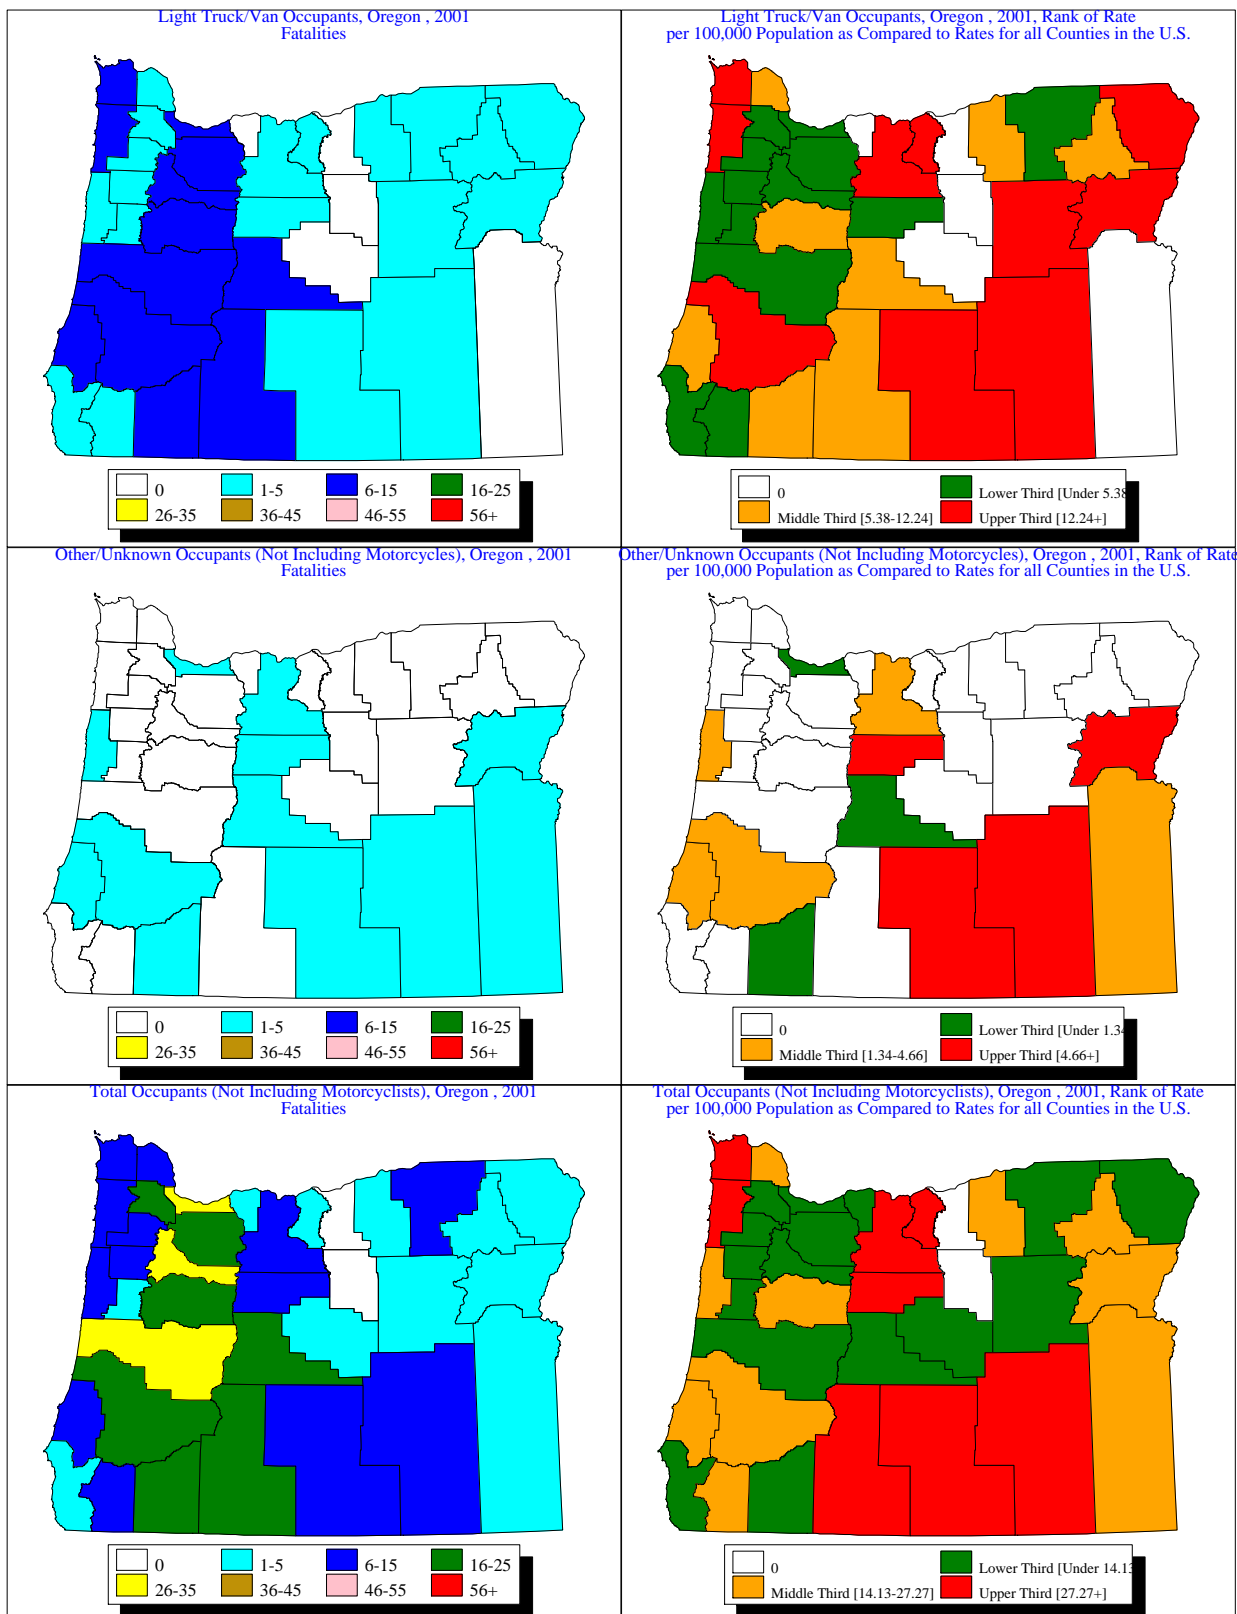 Light Truck/Van Occupants, Oregon , 2001
Fatalities
0 1-5 6-15 16-25
26-35 36-45 46-55 56+
Light Truck/Van Occupants, Oregon , 2001, Rank of Rate
per 100,000 Population as Compared to Rates for all Counties in the U.S.
0 Lower Third [Under 5.38
Middle Third [5.38-12.24] Upper Third [12.24+]
Other/Unknown Occupants (Not Including Motorcycles), Oregon , 2001
Fatalities
0 1-5 6-15 16-25
26-35 36-45 46-55 56+
Other/Unknown Occupants (Not Including Motorcycles), Oregon , 2001, Rank of Rate
per 100,000 Population as Compared to Rates for all Counties in the U.S.
0 Lower Third [Under 1.34
Middle Third [1.34-4.66] Upper Third [4.66+]
Total Occupants (Not Including Motorcyclists), Oregon , 2001
Fatalities
0 1-5 6-15 16-25
26-35 36-45 46-55 56+
Total Occupants (Not Including Motorcyclists), Oregon , 2001, Rank of Rate
per 100,000 Population as Compared to Rates for all Counties in the U.S.
0 Lower Third [Under 14.13
Middle Third [14.13-27.27] Upper Third [27.27+]